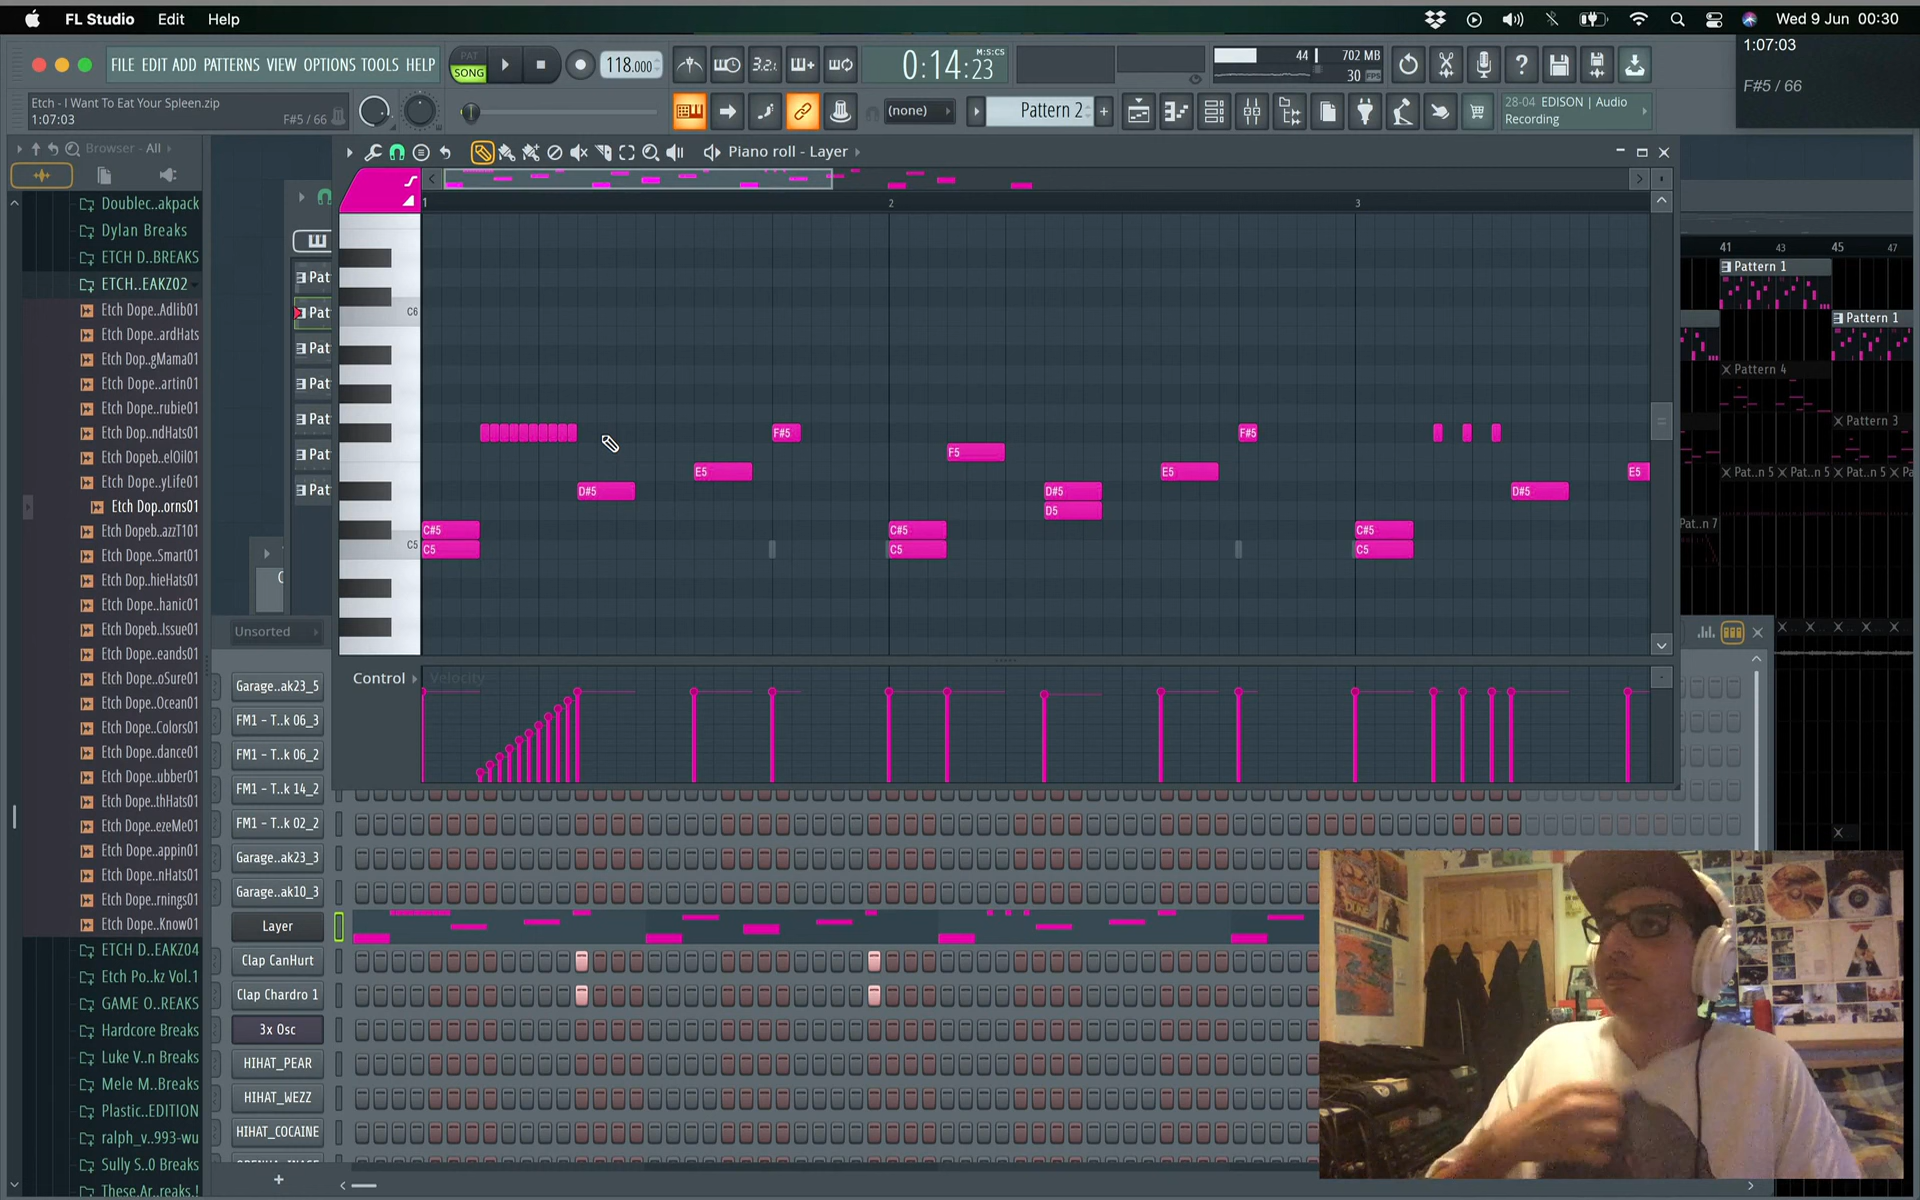 FL Studio Edit Help
Wed 9 Jun 00:30
1:07:03
F#5 / 66
FILE EDIT ADD PATTERNS VIEW OPTIONS TOOLS HELP
PAT
SONG
118.000
3.2.
M:S:CS
0:14:23
44
702 MB
30 FPS
Etch - I Want To Eat Your Spleen.zip
1:07:03
F#5 / 66
(none)
Pattern 2
28-04 EDISON | Audio
Recording
Browser - All
Piano roll - Layer
1
2
3
41
43
45
47
Doublec..akpack
Dylan Breaks
ETCH D..BREAKS
ETCH..EAKZ02
Etch Dope..Adlib01
Etch Dope..ardHats
Etch Dop..gMama01
Etch Dope..artin01
Etch Dope..rubie01
Etch Dope..ndHats01
Etch Dopeb..elOil01
Etch Dope..yLife01
Etch Dop..orns01
Etch Dopeb..azzT101
Etch Dope..Smart01
Etch Dop..hieHats01
Etch Dope..hanic01
Etch Dopeb..Issue01
Etch Dope..eands01
Etch Dope..oSure01
Etch Dope..Ocean01
Etch Dope..Colors01
Etch Dope..dance01
Etch Dope..ubber01
Etch Dope..thHats01
Etch Dope..ezeMe01
Etch Dope..appin01
Etch Dope..nHats01
Etch Dope..rnings01
Etch Dope..Know01
ETCH D..EAKZ04
Etch Po..kz Vol.1
GAME O..REAKS
Hardcore Breaks
Luke V..n Breaks
Mele M..Breaks
Plastic..EDITION
ralph_v..993-wu
Sully S..0 Breaks
These.Ar..reaks.!
Pat
Pat
Pat
Pat
Pat
Pat
Pat
C6
C5
F#5
F#5
F5
E5
E5
E5
D#5
D#5
D#5
D5
C#5
C#5
C#5
C5
C5
C5
Control
Velocity
Pattern 1
Pattern 1
Pattern 4
Pattern 3
Pat..n 5
Pat..n 5
Pat..n 5
Pat..n 7
Unsorted
Garage..ak23_5
FM1 - T..k 06_3
FM1 - T..k 06_2
FM1 - T..k 14_2
FM1 - T..k 02_2
Garage..ak23_3
Garage..ak10_3
Layer
Clap CanHurt
Clap Chardro 1
3x Osc
HIHAT_PEAR
HIHAT_WEZZ
HIHAT_COCAINE